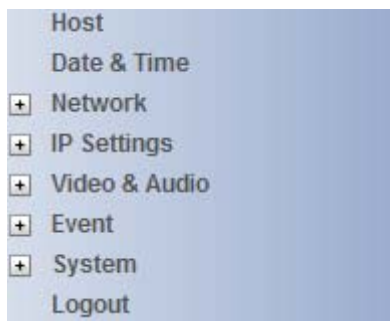 Host
Date & Time
Network
IP Settings
Video & Audio
Event
System
Logout